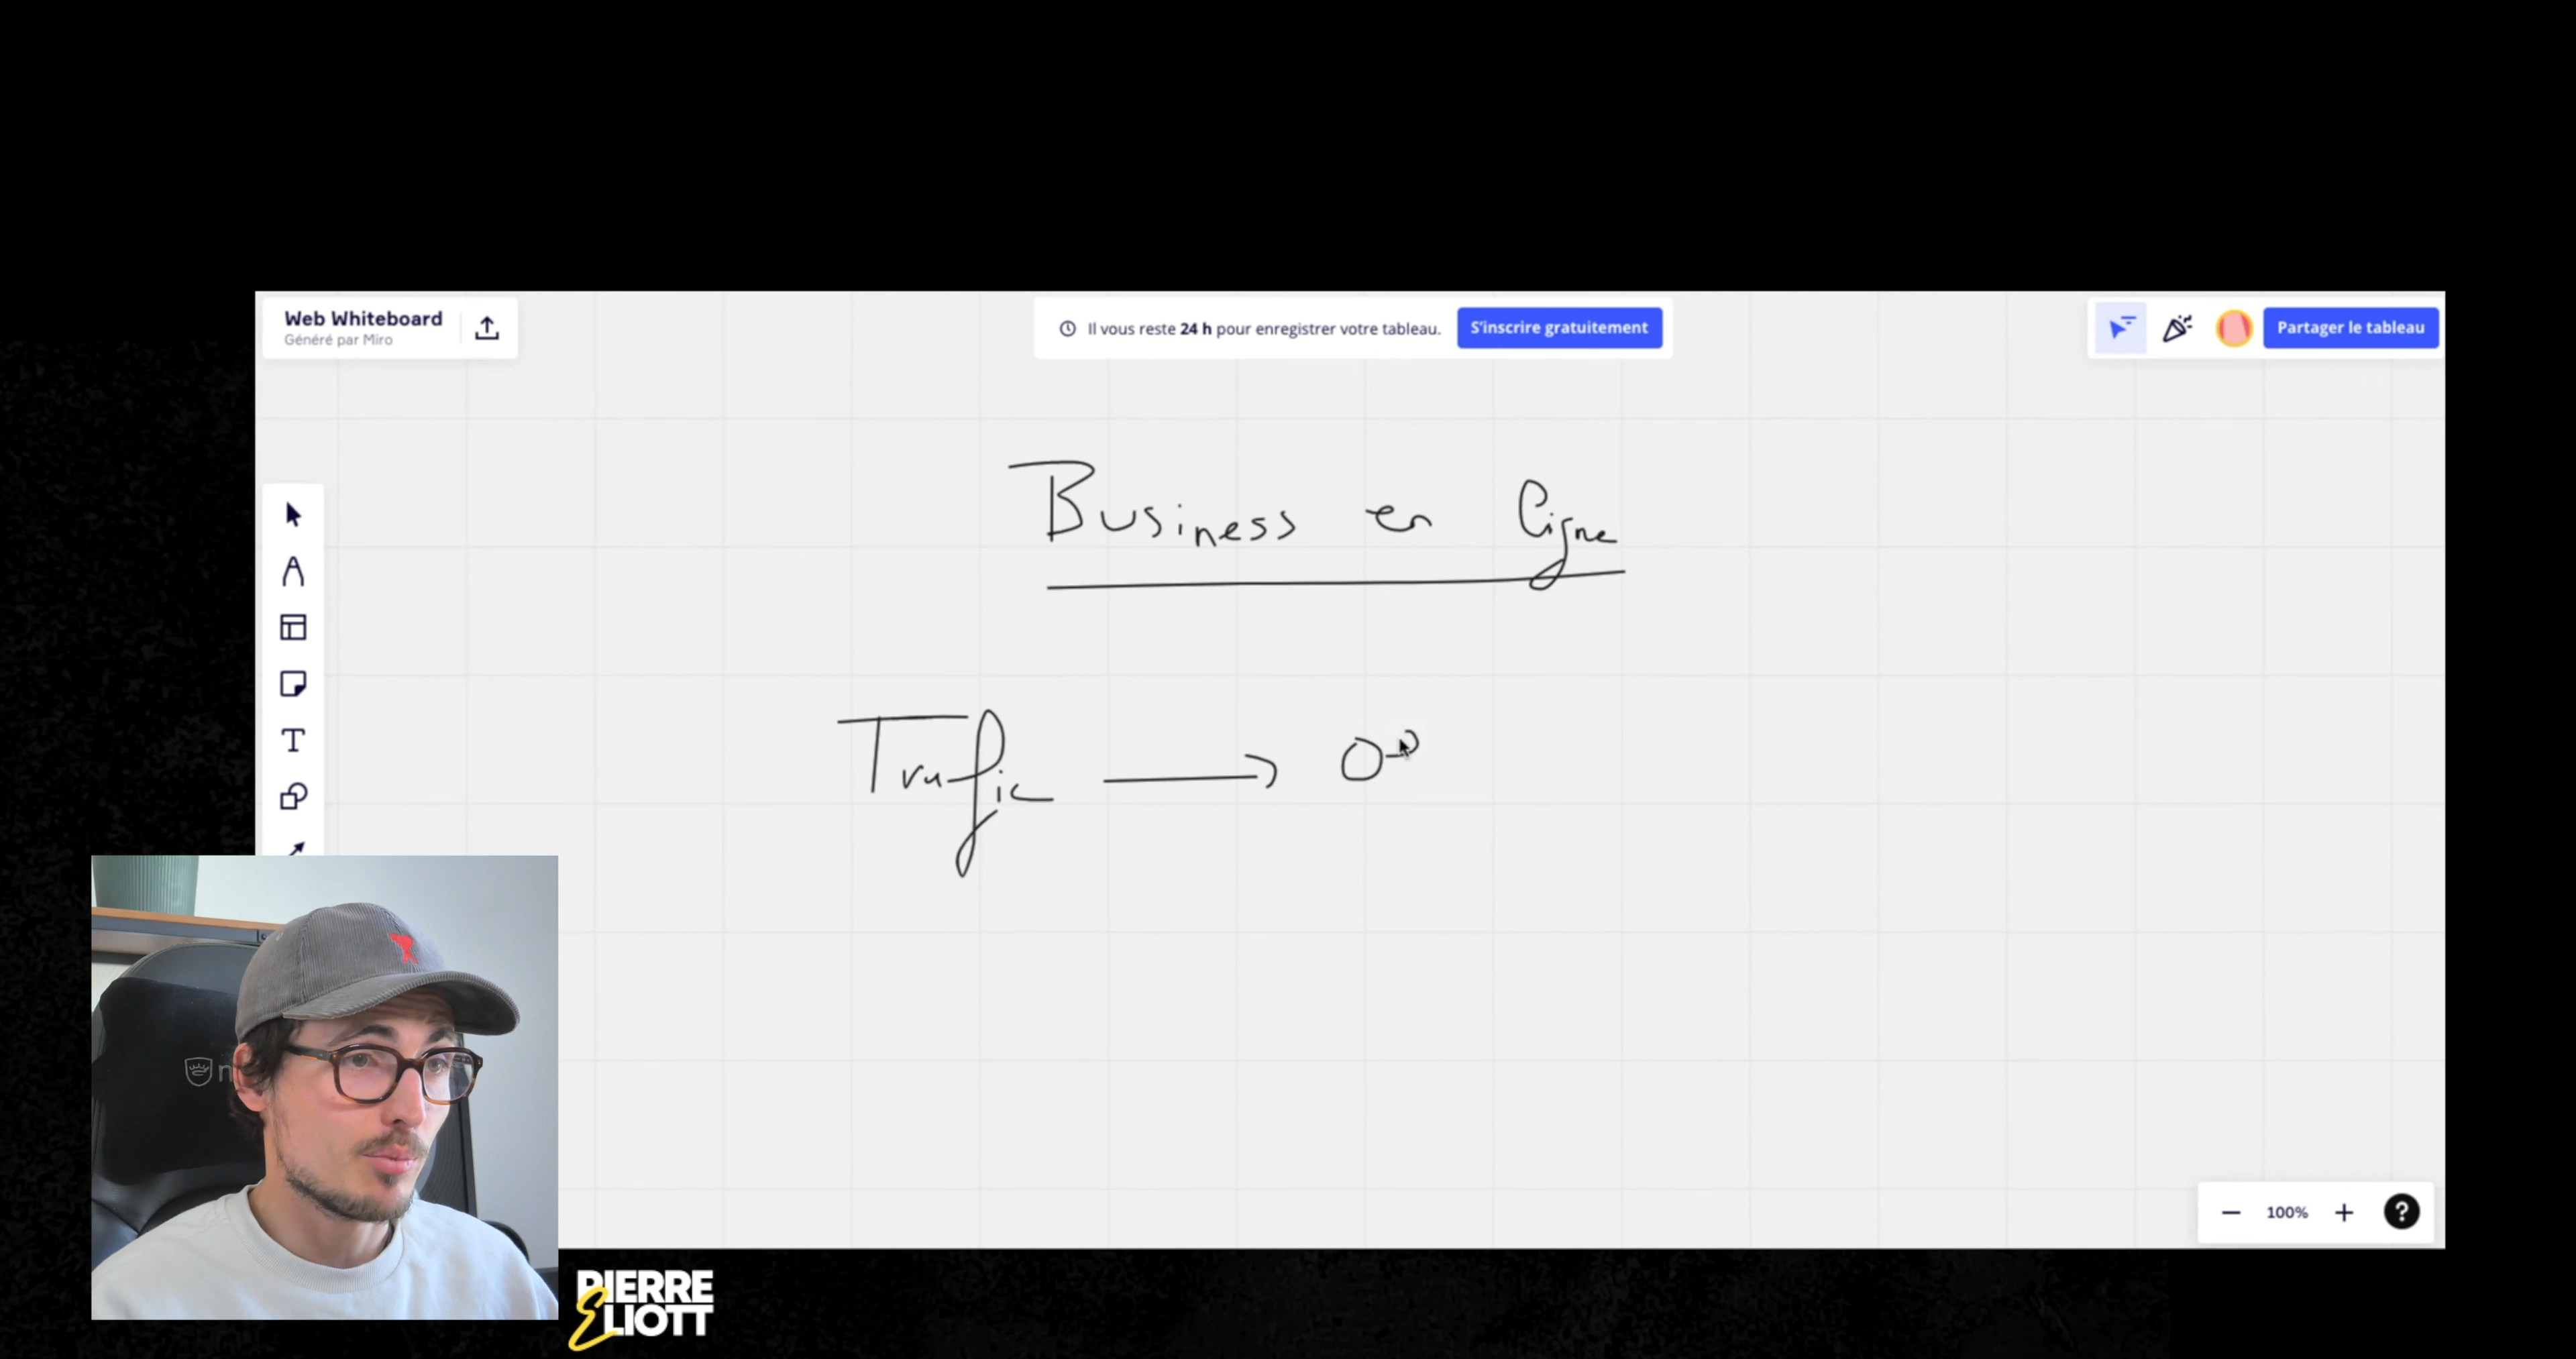 Web Whiteboard
Généré par Miro
Il vous reste 24 h pour enregistrer votre tableau.
S'inscrire gratuitement
Partager le tableau
Business en ligne
Trafic
100%
PIERRE
ELIOTT